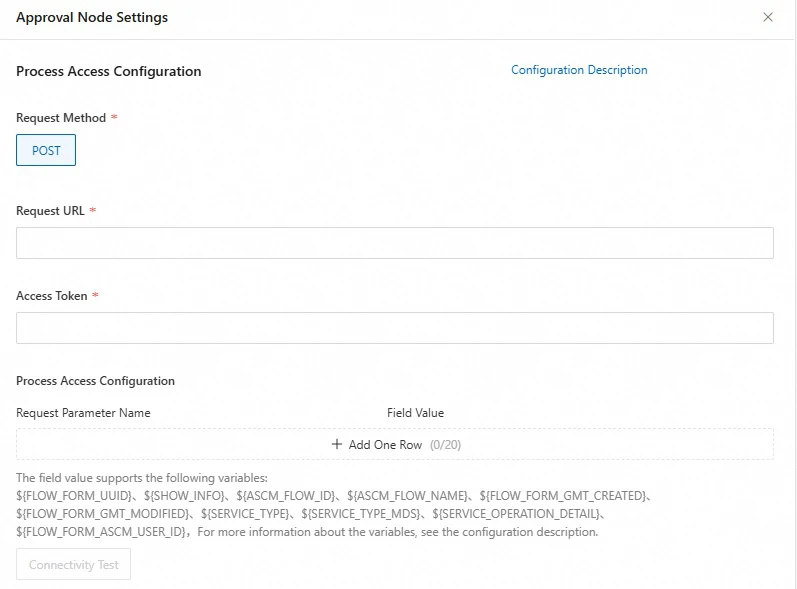 Approval Node Settings
Process Access Configuration
Configuration Description
Request Method *
POST
Request URL *
Access Token *
Process Access Configuration
Request Parameter Name
Field Value
+ Add One Row (0/20)
The field value supports the following variables:
${FLOW_FORM_UUID}、${SHOW_INFO}、${ASCM_FLOW_ID}、${ASCM_FLOW_NAME}、${FLOW_FORM_GMT_CREATED}、
${FLOW_FORM_GMT_MODIFIED}、${SERVICE_TYPE}、${SERVICE_TYPE_MDS}、${SERVICE_OPERATION_DETAIL}、
${FLOW_FORM_ASCM_USER_ID}，For more information about the variables, see the configuration description.
Connectivity Test